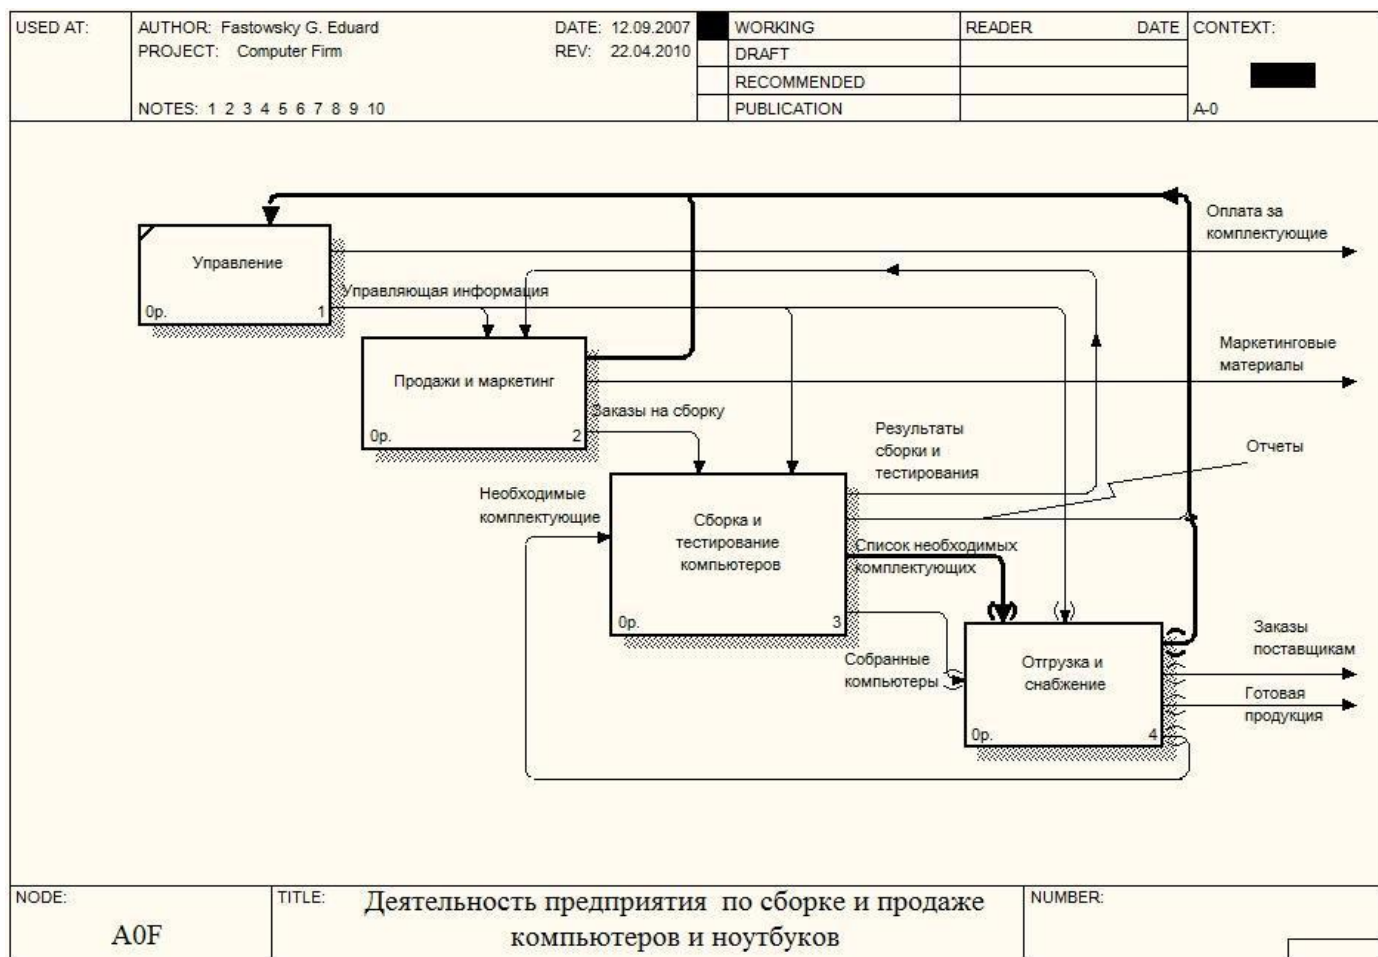 USED AT:
AUTHOR: Fastowsky G. Eduard
DATE: 12.09.2007
PROJECT: Computer Firm
REV: 22.04.2010
NOTES: 1 2 3 4 5 6 7 8 9 10
WORKING
DRAFT
RECOMMENDED
PUBLICATION
READER
DATE
CONTEXT:
A-0
Оплата за
комплектующие
Управление
0р.
1
Управляющая информация
Маркетинговые
материалы
Продажи и маркетинг
0р.
2
Заказы на сборку
Результаты
сборки и
тестирования
Отчеты
Необходимые
комплектующие
Сборка и
тестирование
компьютеров
0р.
3
Список необходимых
комплектующих
Собранные
компьютеры
Отгрузка и
снабжение
0р.
4
Заказы
поставщикам
Готовая
продукция
NODE:
A0F
TITLE:
Деятельность предприятия по сборке и продаже
компьютеров и ноутбуков
NUMBER: